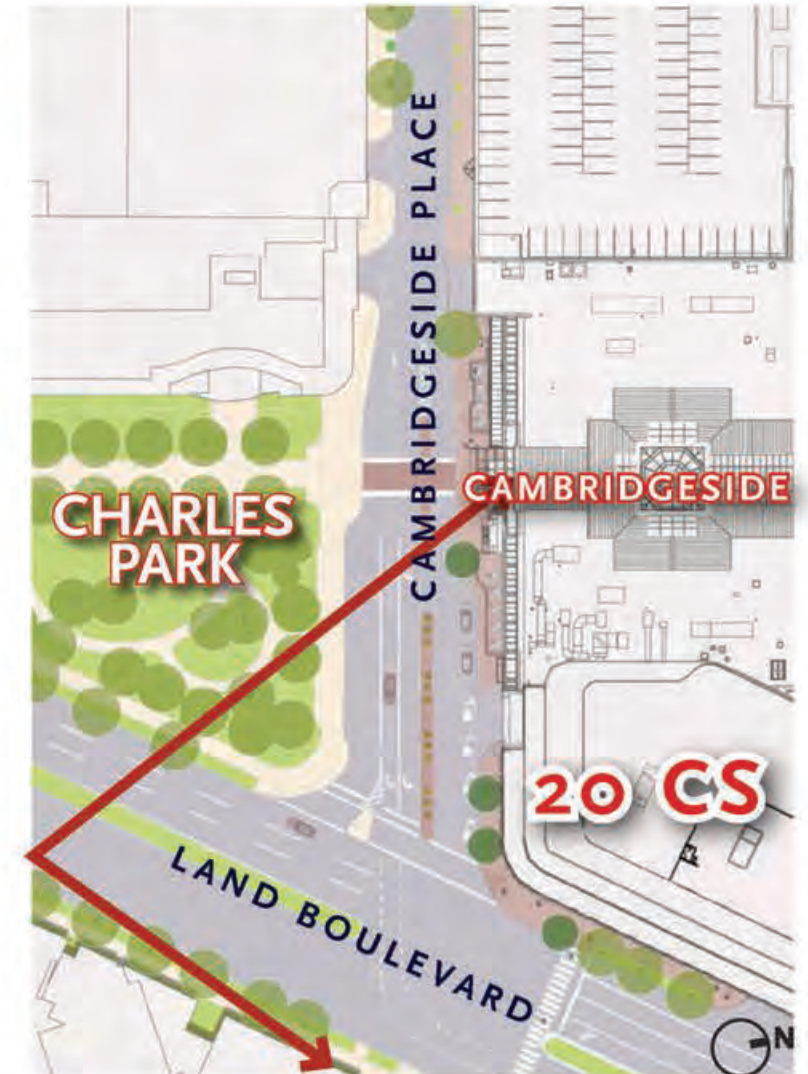 CAMBRIDGESIDE PLACE
CAMBRIDGESIDE
CHARLES
PARK
20 CS
LAND BOULEVARD
N